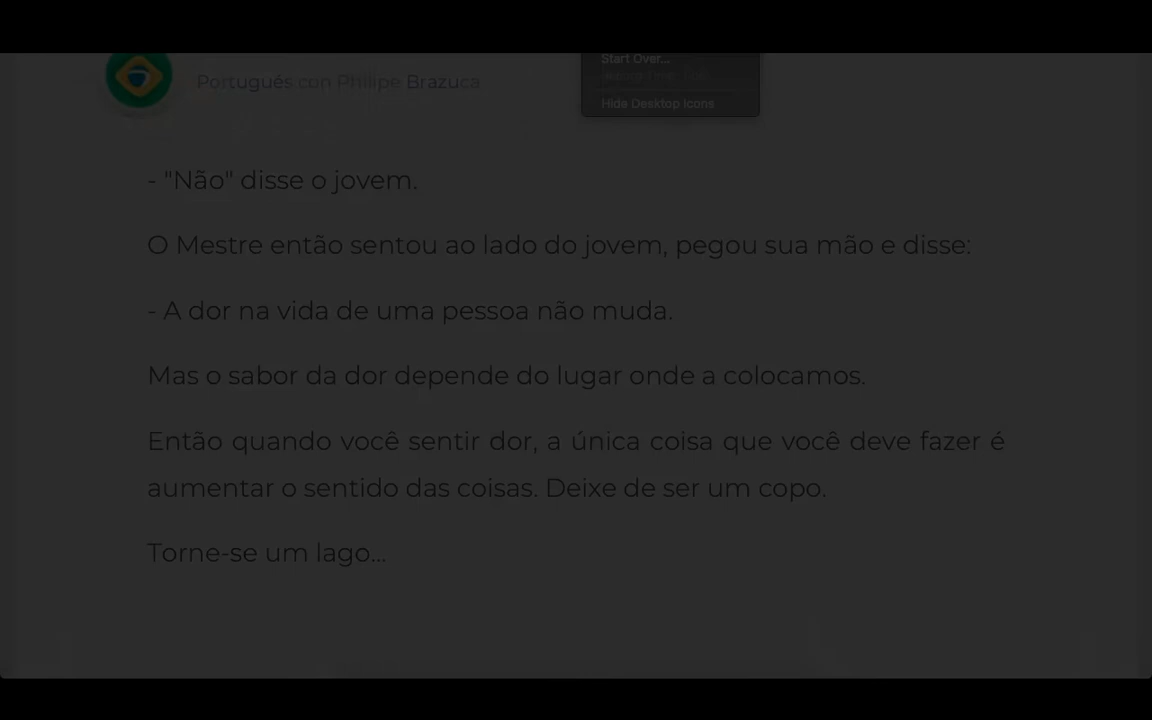 Start Over...
Português con Philipe Brazuca
Hide Desktop Icons
- "Não" disse o jovem.
O Mestre então sentou ao lado do jovem, pegou sua mão e disse:
- A dor na vida de uma pessoa não muda.
Mas o sabor da dor depende do lugar onde a colocamos.
Então quando você sentir dor, a única coisa que você deve fazer é
aumentar o sentido das coisas. Deixe de ser um copo.
Torne-se um lago...